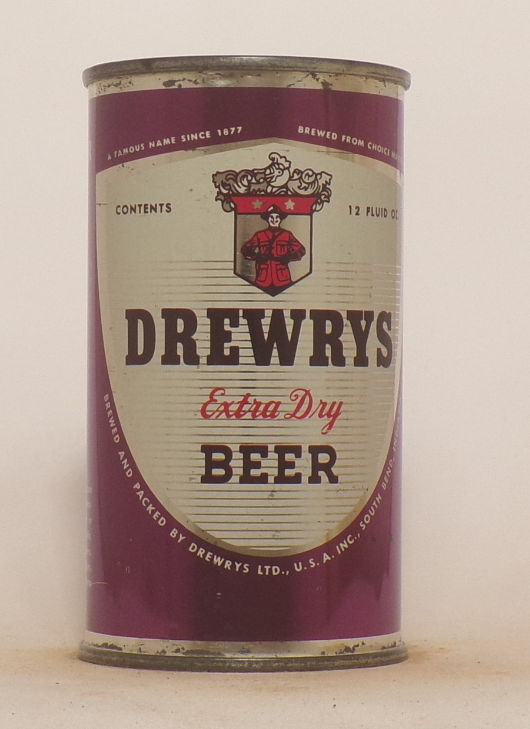 A FAMOUS NAME SINCE 1877
BREWED FROM CHOICE
CONTENTS
12 FLUID
DREWRYS
Extra Dry
BEER
BREWED AND PACKED BY DREWRYS LTD., U.S.A. INC., SOUTH BEND,